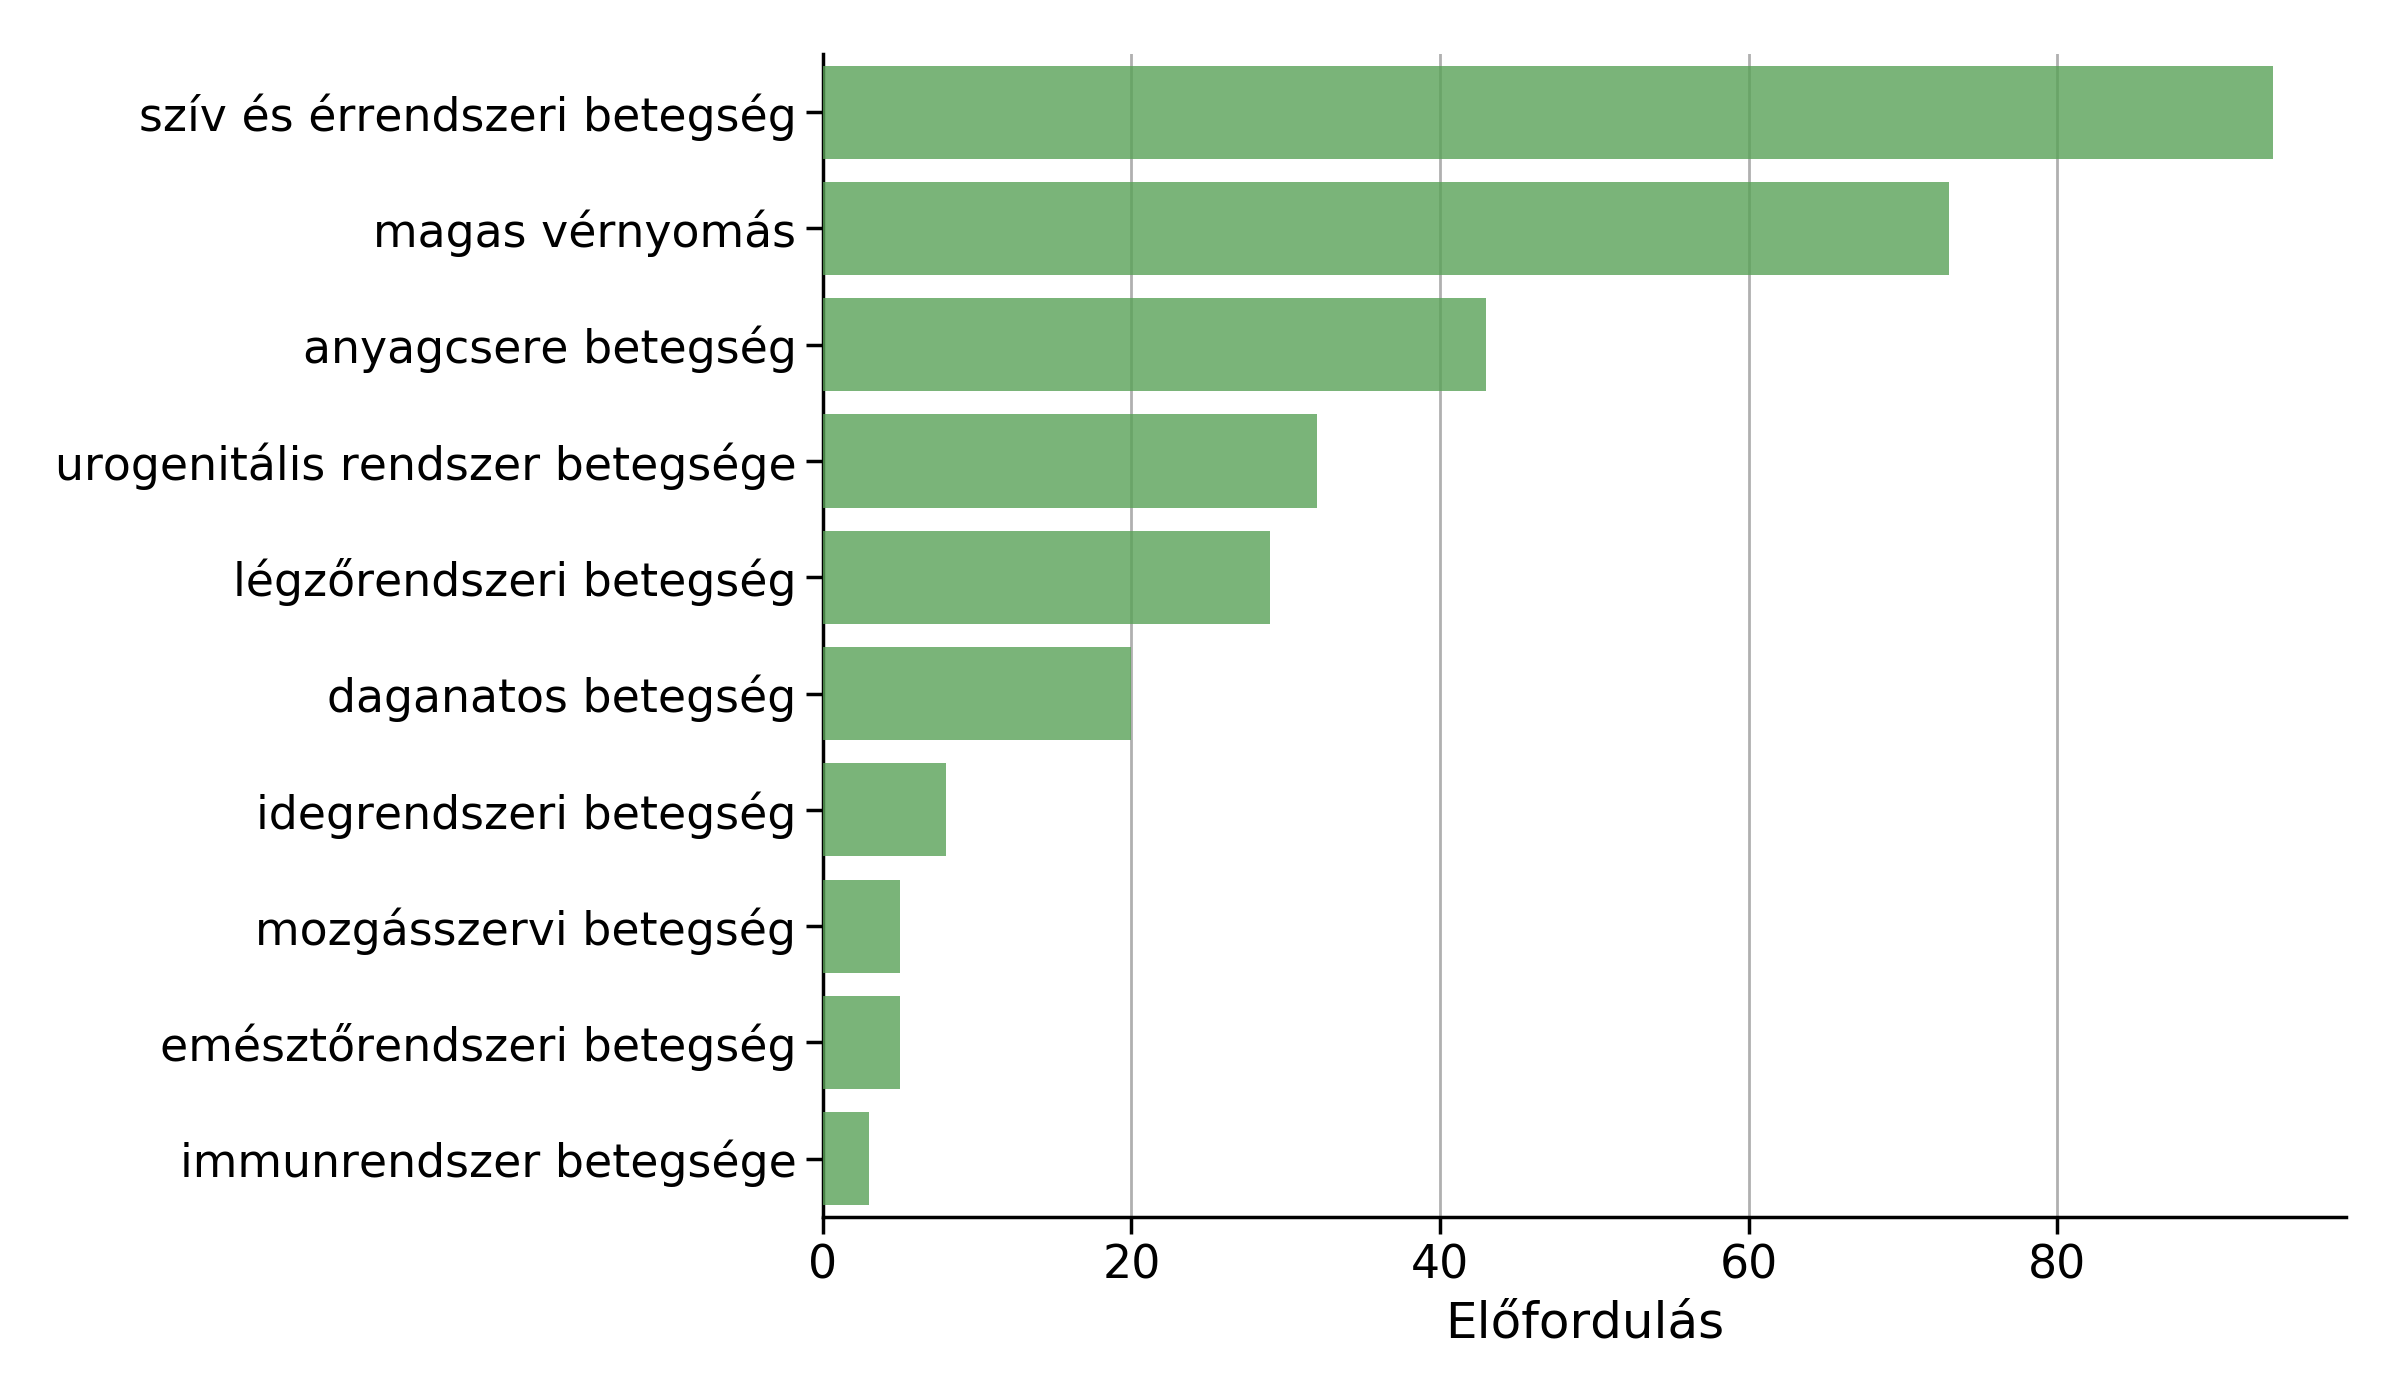 szív és érrendszeri betegség
magas vérnyomás
anyagcsere betegség
urogenitális rendszer betegsége
légzőrendszeri betegség
daganatos betegség
idegrendszeri betegség
mozgásszervi betegség
emésztőrendszeri betegség
immunrendszer betegsége
0 20 40 60 80
Előfordulás